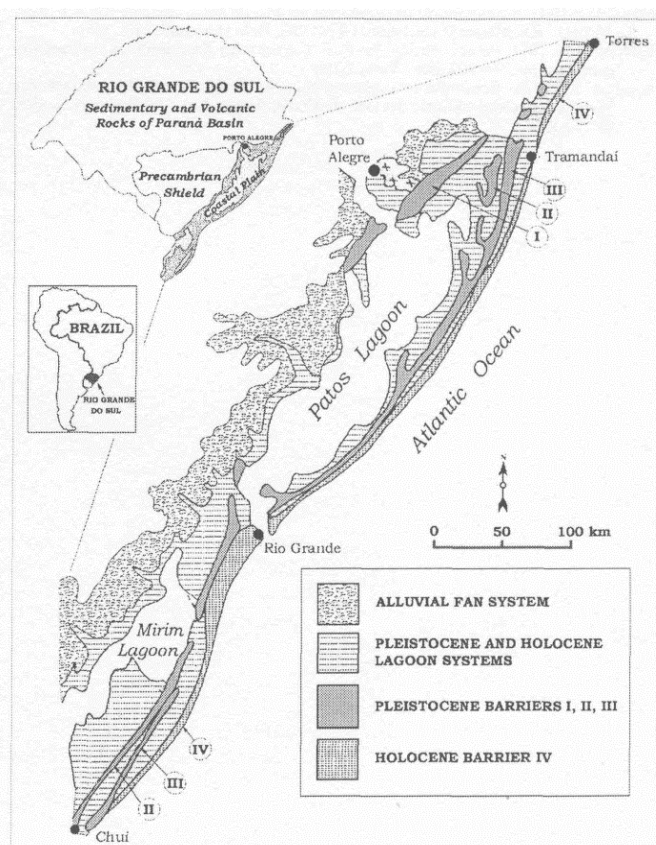 Torres
RIO GRANDE DO SUL
Sedimentary and Volcanic
Rocks of Paranà Basin
PORTO ALEGRE
Precambrian
Shield
Coastal Plain
IV
Porto
Alegre
Tramandaí
III
II
I
BRAZIL
RIO GRANDE
DO SUL
Patos Lagoon
Atlantic Ocean
N
0 50 100 km
Rio Grande
Mirim
Lagoon
ALLUVIAL FAN SYSTEM
PLEISTOCENE AND HOLOCENE
LAGOON SYSTEMS
PLEISTOCENE BARRIERS I, II, III
HOLOCENE BARRIER IV
IV
III
II
Chuí